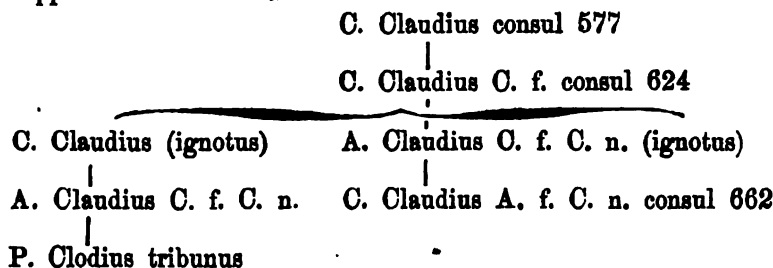 C. Claudius consul 577
C. Claudius C. f. consul 624
C. Claudius (ignotus) A. Claudius C. f. C. n. (ignotus)
A. Claudius C. f. C. n. C. Claudius A. f. C. n. consul 662
P. Clodius tribunus